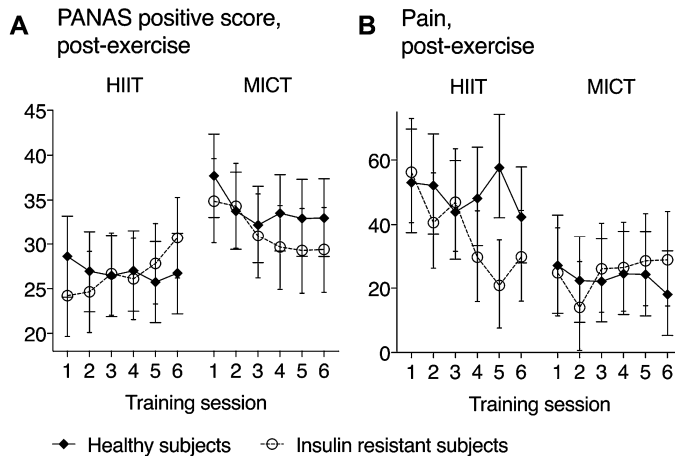 A
PANAS positive score,
post-exercise
HIIT
MICT
45
40
35
30
25
20
1 2 3 4 5 6
1 2 3 4 5 6
Training session
B
Pain,
post-exercise
HIIT
MICT
60
40
20
0
1 2 3 4 5 6
1 2 3 4 5 6
Training session
Healthy subjects
Insulin resistant subjects